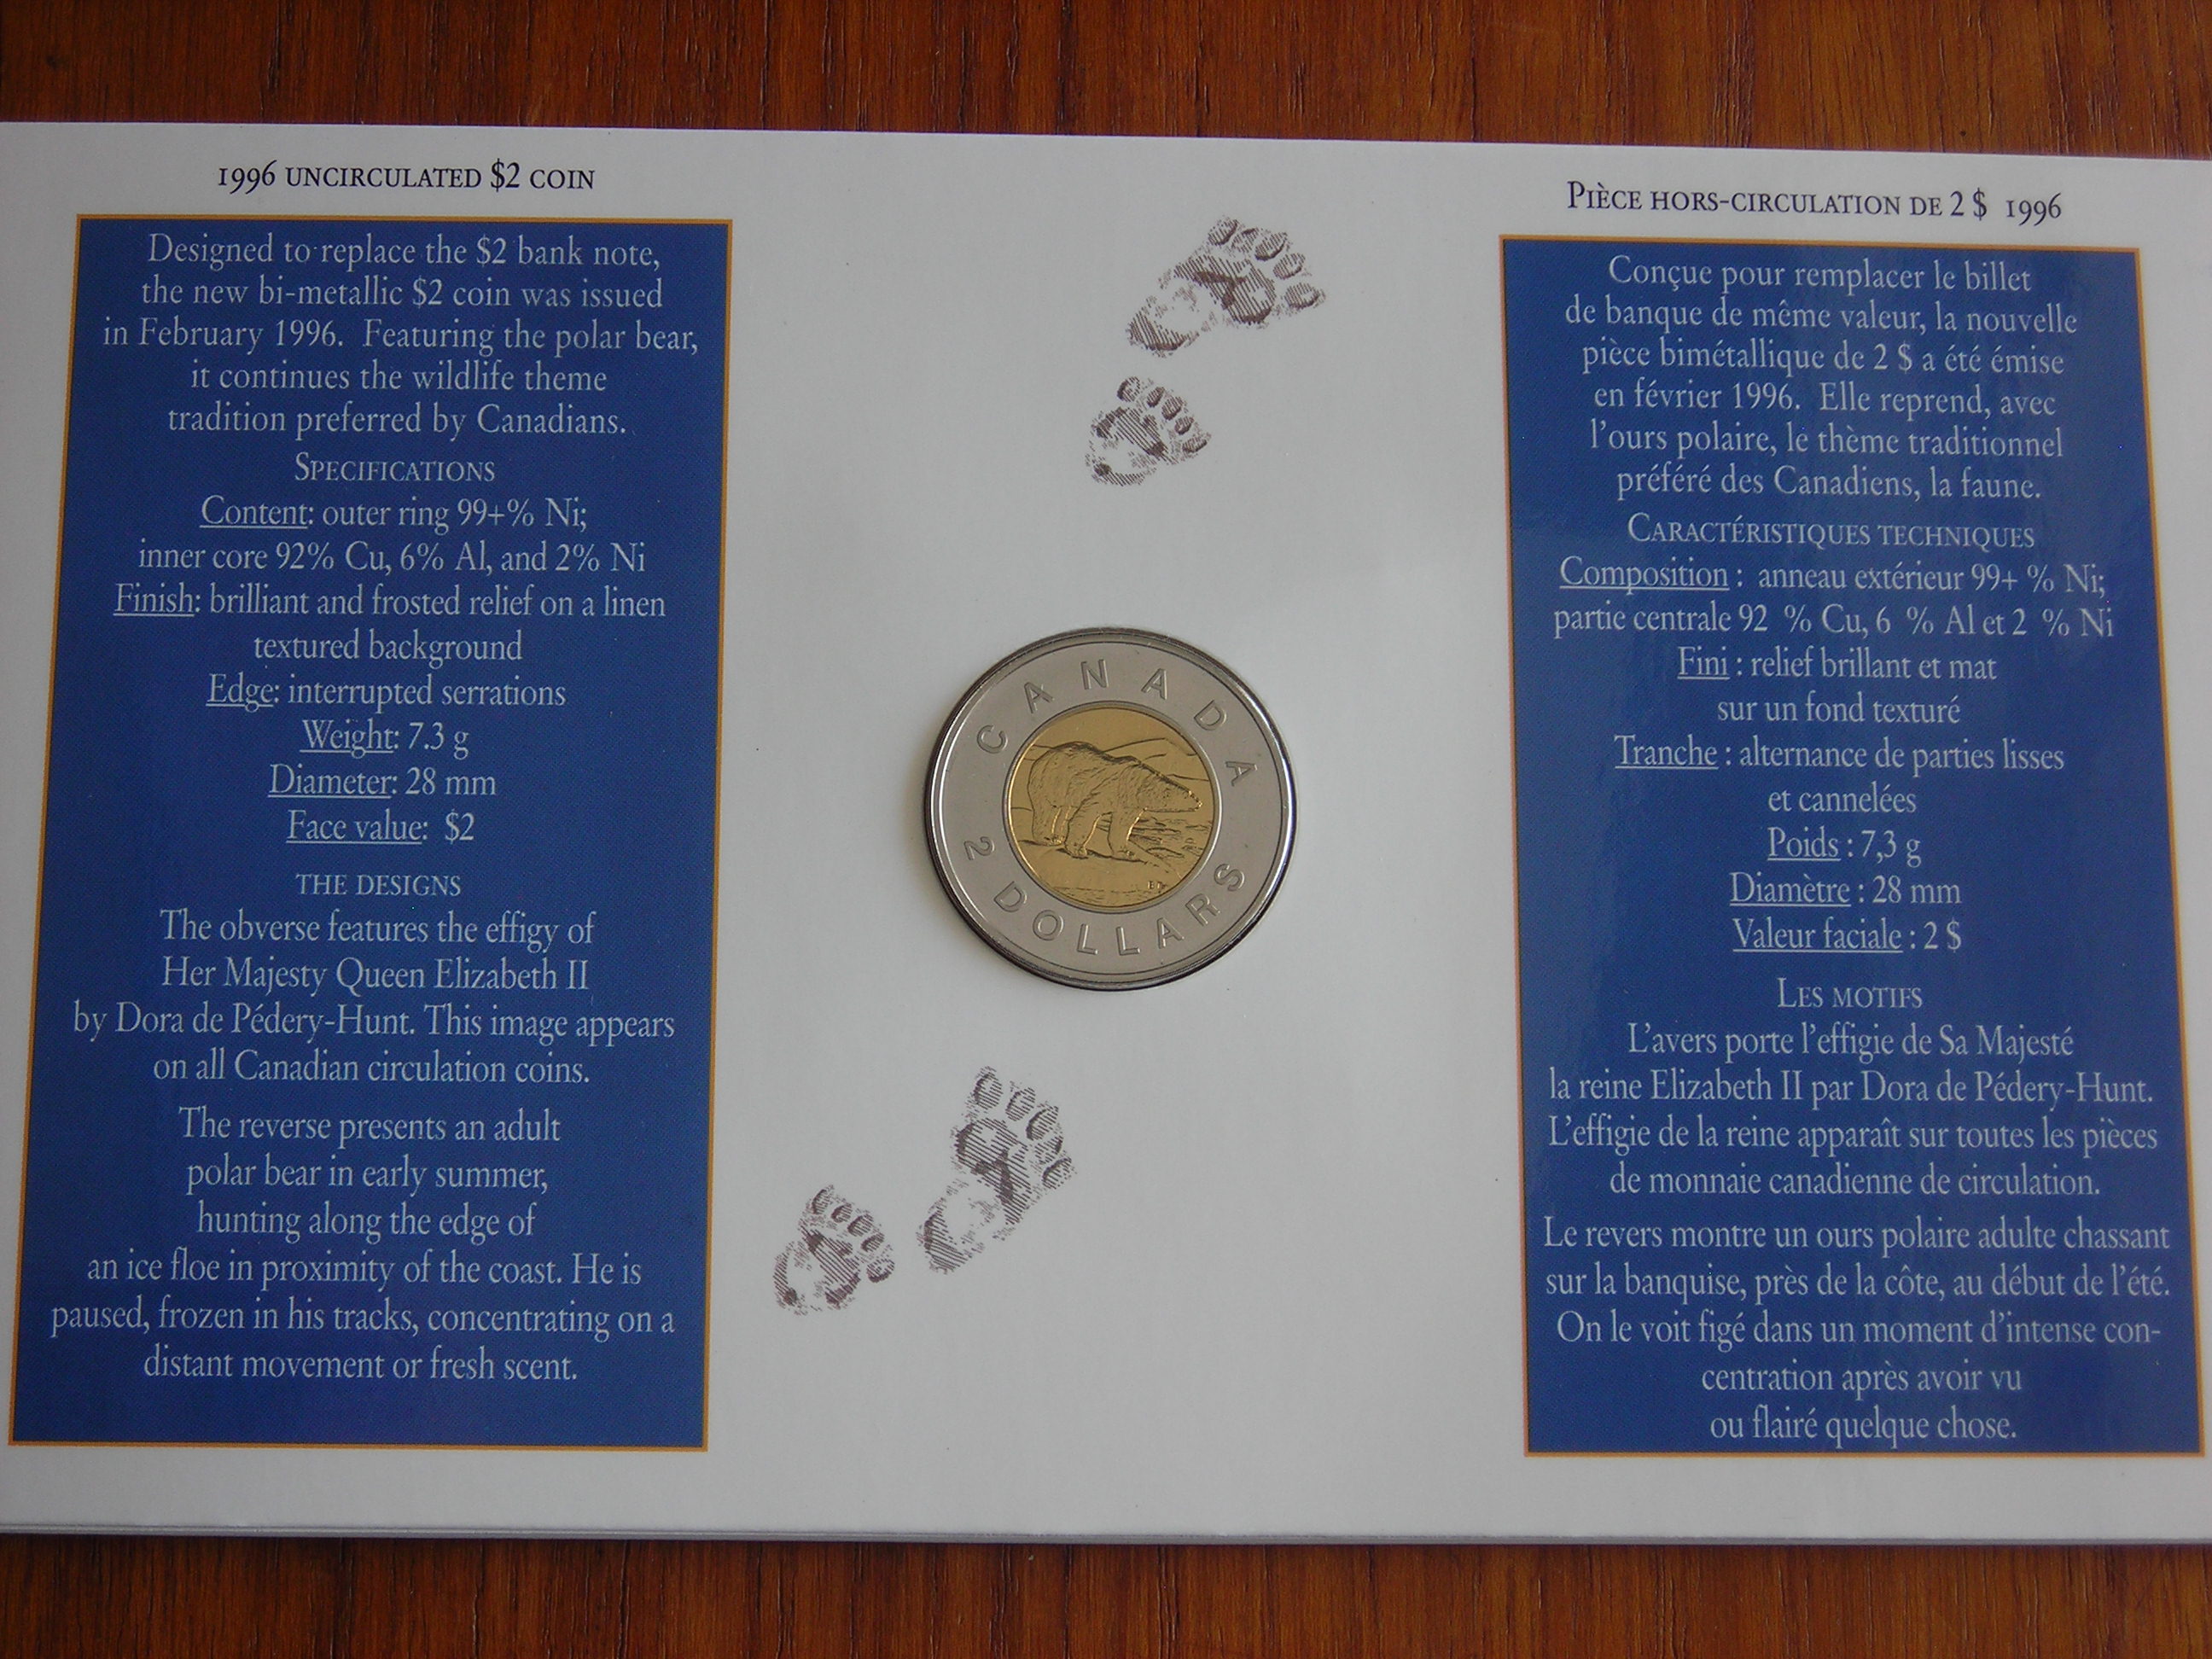 1996 UNCIRCULATED $2 COIN
Designed to replace the $2 bank note,
the new bi-metallic $2 coin was issued
in February 1996. Featuring the polar bear,
it continues the wildlife theme
tradition preferred by Canadians.
SPECIFICATIONS
Content: outer ring 99+% Ni;
inner core 92% Cu, 6% Al, and 2% Ni
Finish: brilliant and frosted relief on a linen
textured background
Edge: interrupted serrations
Weight: 7.3 g
Diameter: 28 mm
Face value: $2
THE DESIGNS
The obverse features the effigy of
Her Majesty Queen Elizabeth II
by Dora de Pédery-Hunt. This image appears
on all Canadian circulation coins.
The reverse presents an adult
polar bear in early summer,
hunting along the edge of
an ice floe in proximity of the coast. He is
paused, frozen in his tracks, concentrating on a
distant movement or fresh scent.
CANADA
2 DOLLARS
PIÈCE HORS-CIRCULATION DE 2 $ 1996
Conçue pour remplacer le billet
de banque de même valeur, la nouvelle
pièce bimétallique de 2 $ a été émise
en février 1996. Elle reprend, avec
l'ours polaire, le thème traditionnel
préféré des Canadiens, la faune.
CARACTÉRISTIQUES TECHNIQUES
Composition : anneau extérieur 99+ % Ni;
partie centrale 92 % Cu, 6 % Al et 2 % Ni
Fini : relief brillant et mat
sur un fond texturé
Tranche : alternance de parties lisses
et cannelées
Poids : 7,3 g
Diamètre : 28 mm
Valeur faciale : 2 $
LES MOTIFS
L'avers porte l'effigie de Sa Majesté
la reine Elizabeth II par Dora de Pédery-Hunt.
L'effigie de la reine apparaît sur toutes les pièces
de monnaie canadienne de circulation.
Le revers montre un ours polaire adulte chassant
sur la banquise, près de la côte, au début de l'été.
On le voit figé dans un moment d'intense con-
centration après avoir vu
ou flairé quelque chose.